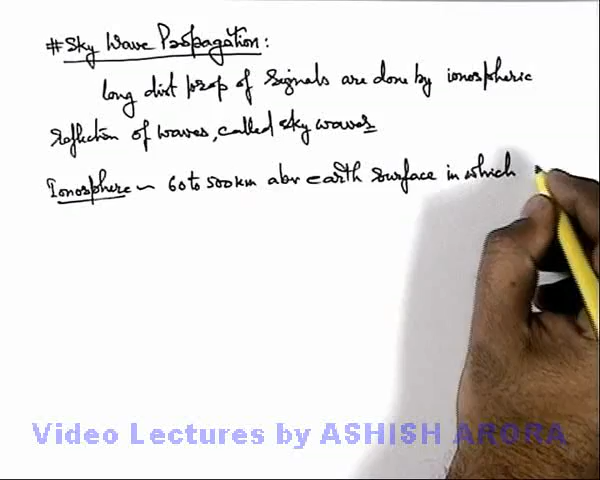 # Sky Wave Propagation :
long dist prop of signals are done by ionospheric
reflection of waves, called sky waves
Ionosphere ~ 60 to 500 km abv earth surface in which
Video Lectures by ASHISH ARORA